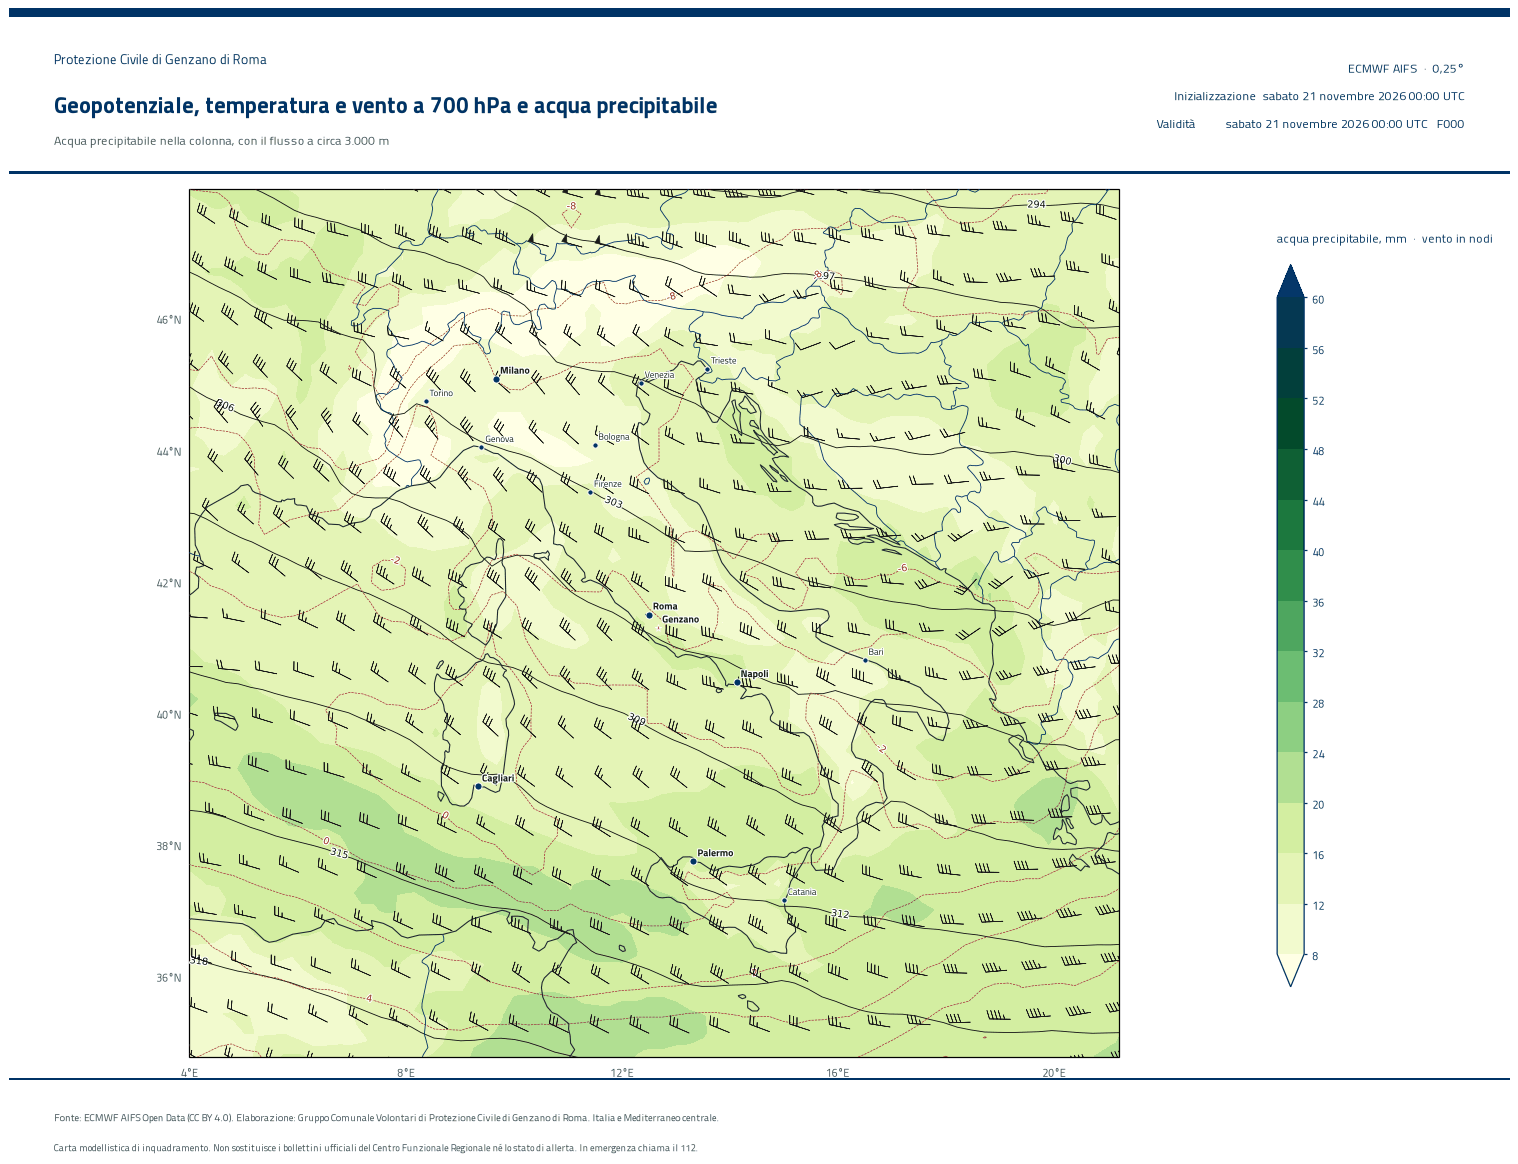 Protezione Civile di Genzano di Roma
Geopotenziale, temperatura e vento a 700 hPa e acqua precipitabile
Acqua precipitabile nella colonna, con il flusso a circa 3.000 m
ECMWF AIFS · 0,25°
Inizializzazione sabato 21 novembre 2026 00:00 UTC
Validità sabato 21 novembre 2026 00:00 UTC F000
acqua precipitabile, mm · vento in nodi
60
56
52
48
44
40
36
32
28
24
20
16
12
8
46°N
44°N
42°N
40°N
38°N
36°N
4°E
8°E
12°E
16°E
20°E
-8
294
297
8
306
300
303
-2
-6
309
2
0
0
315
312
318
4
Milano
Torino
Venezia
Trieste
Genova
Bologna
Firenze
Roma
Genzano
Bari
Napoli
Cagliari
Palermo
Catania
Fonte: ECMWF AIFS Open Data (CC BY 4.0). Elaborazione: Gruppo Comunale Volontari di Protezione Civile di Genzano di Roma. Italia e Mediterraneo centrale.
Carta modellistica di inquadramento. Non sostituisce i bollettini ufficiali del Centro Funzionale Regionale né lo stato di allerta. In emergenza chiama il 112.